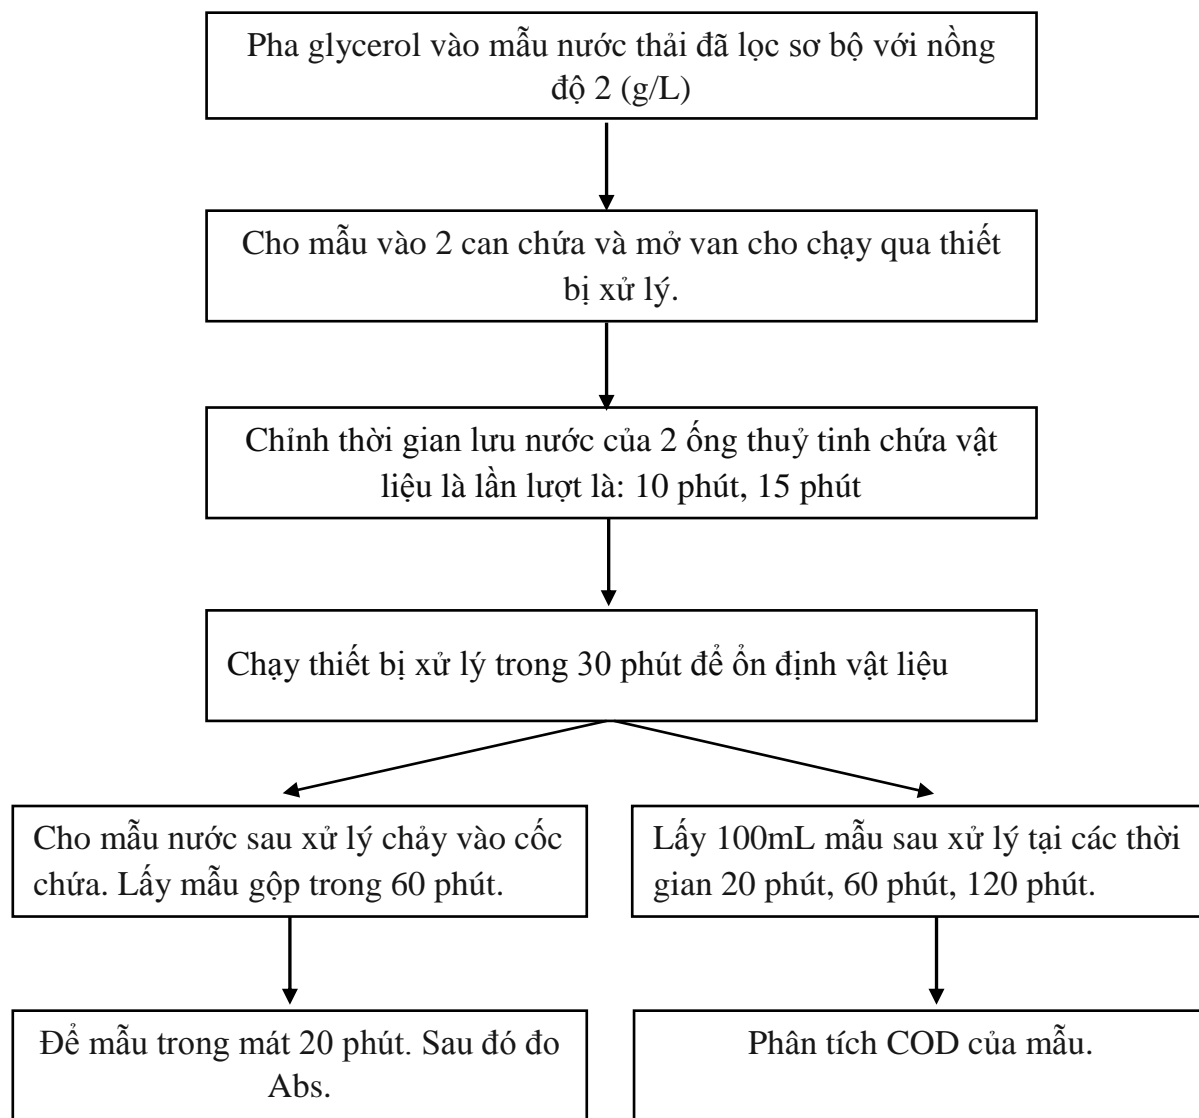 Pha glycerol vào mẫu nước thải đã lọc sơ bộ với nồng
độ 2 (g/L)
Cho mẫu vào 2 can chứa và mở van cho chạy qua thiết
bị xử lý.
Chỉnh thời gian lưu nước của 2 ống thuỷ tinh chứa vật
liệu là lần lượt là: 10 phút, 15 phút
Chạy thiết bị xử lý trong 30 phút để ổn định vật liệu
Cho mẫu nước sau xử lý chảy vào cốc
chứa. Lấy mẫu gộp trong 60 phút.
Lấy 100mL mẫu sau xử lý tại các thời
gian 20 phút, 60 phút, 120 phút.
Để mẫu trong mát 20 phút. Sau đó đo
Abs.
Phân tích COD của mẫu.